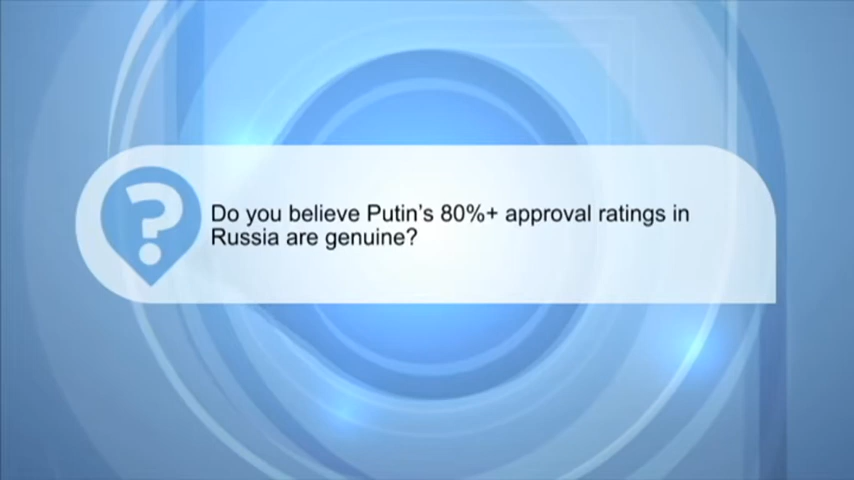 Do you believe Putin's 80%+ approval ratings in
Russia are genuine?